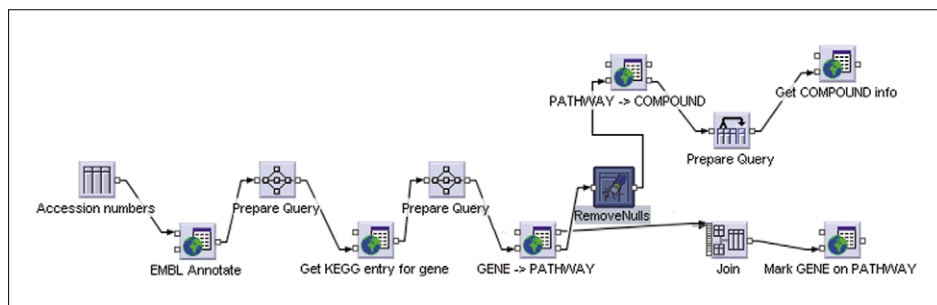 PATHWAY -> COMPOUND
Get COMPOUND info
Prepare Query
Accession numbers
Prepare Query
Prepare Query
RemoveNulls
EMBL Annotate
Get KEGG entry for gene
GENE -> PATHWAY
Join
Mark GENE on PATHWAY